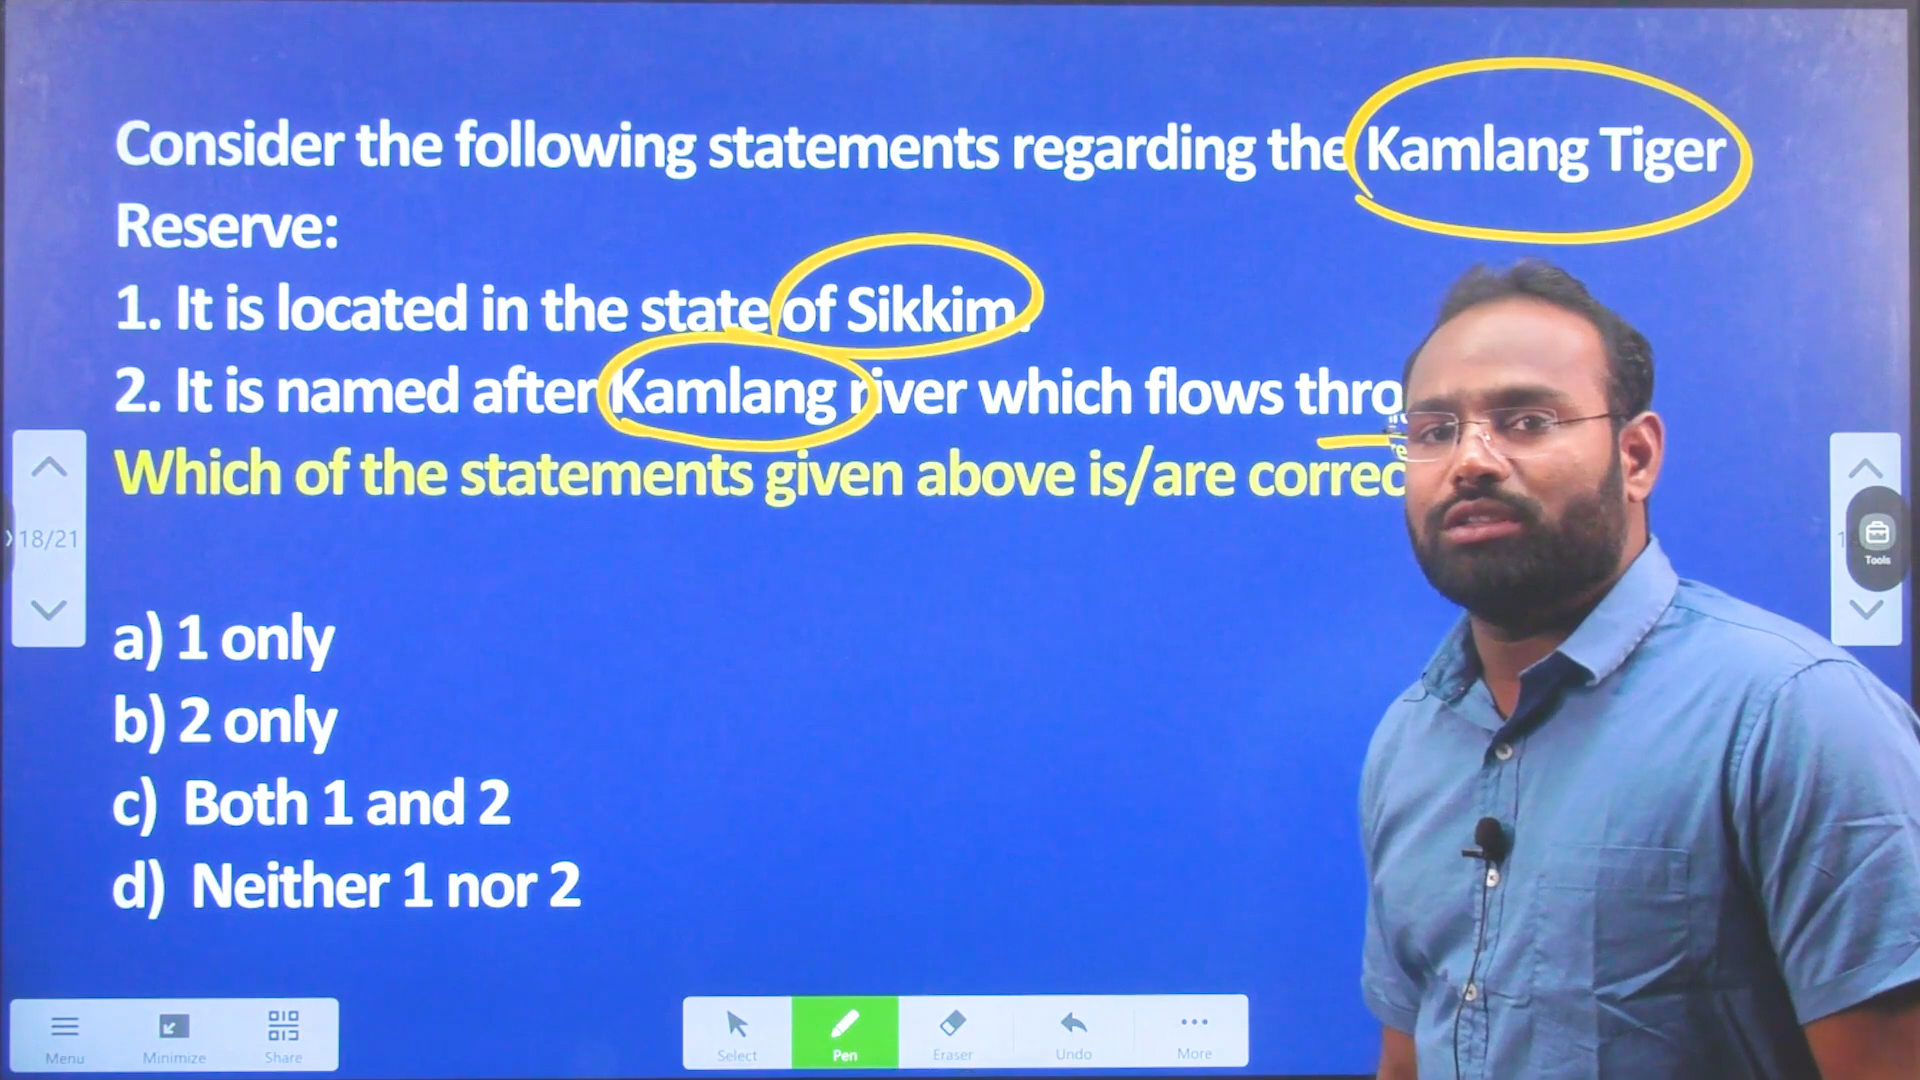 Consider the following statements regarding the Kamlang Tiger
Reserve:
1. It is located in the state of Sikkim.
2. It is named after Kamlang river which flows
Which of the statements given above is/are
a) 1 only
b) 2 only
c) Both 1 and 2
d) Neither 1 nor 2
18/21
Tools
Menu
Minimize
Share
Select
Pen
Eraser
Undo
More